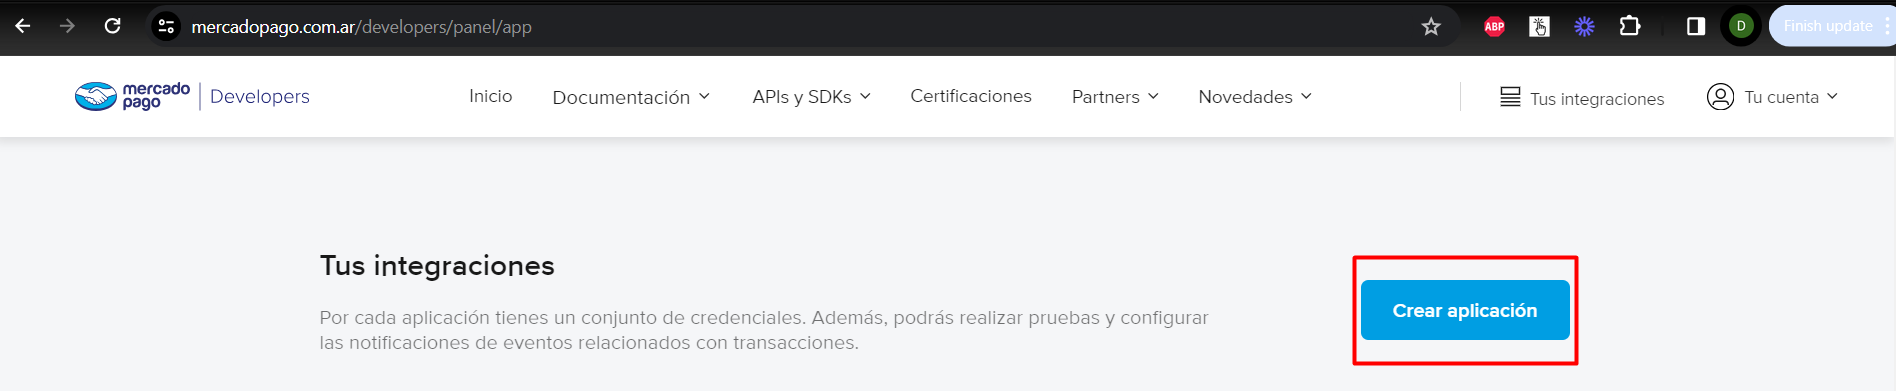 mercadopago.com.ar/developers/panel/app
ABP
D
Finish update
mercado
pago
Developers
Inicio
Documentación
APIs y SDKs
Certificaciones
Partners
Novedades
Tus integraciones
Tu cuenta
Tus integraciones
Por cada aplicación tienes un conjunto de credenciales. Además, podrás realizar pruebas y configurar
las notificaciones de eventos relacionados con transacciones.
Crear aplicación